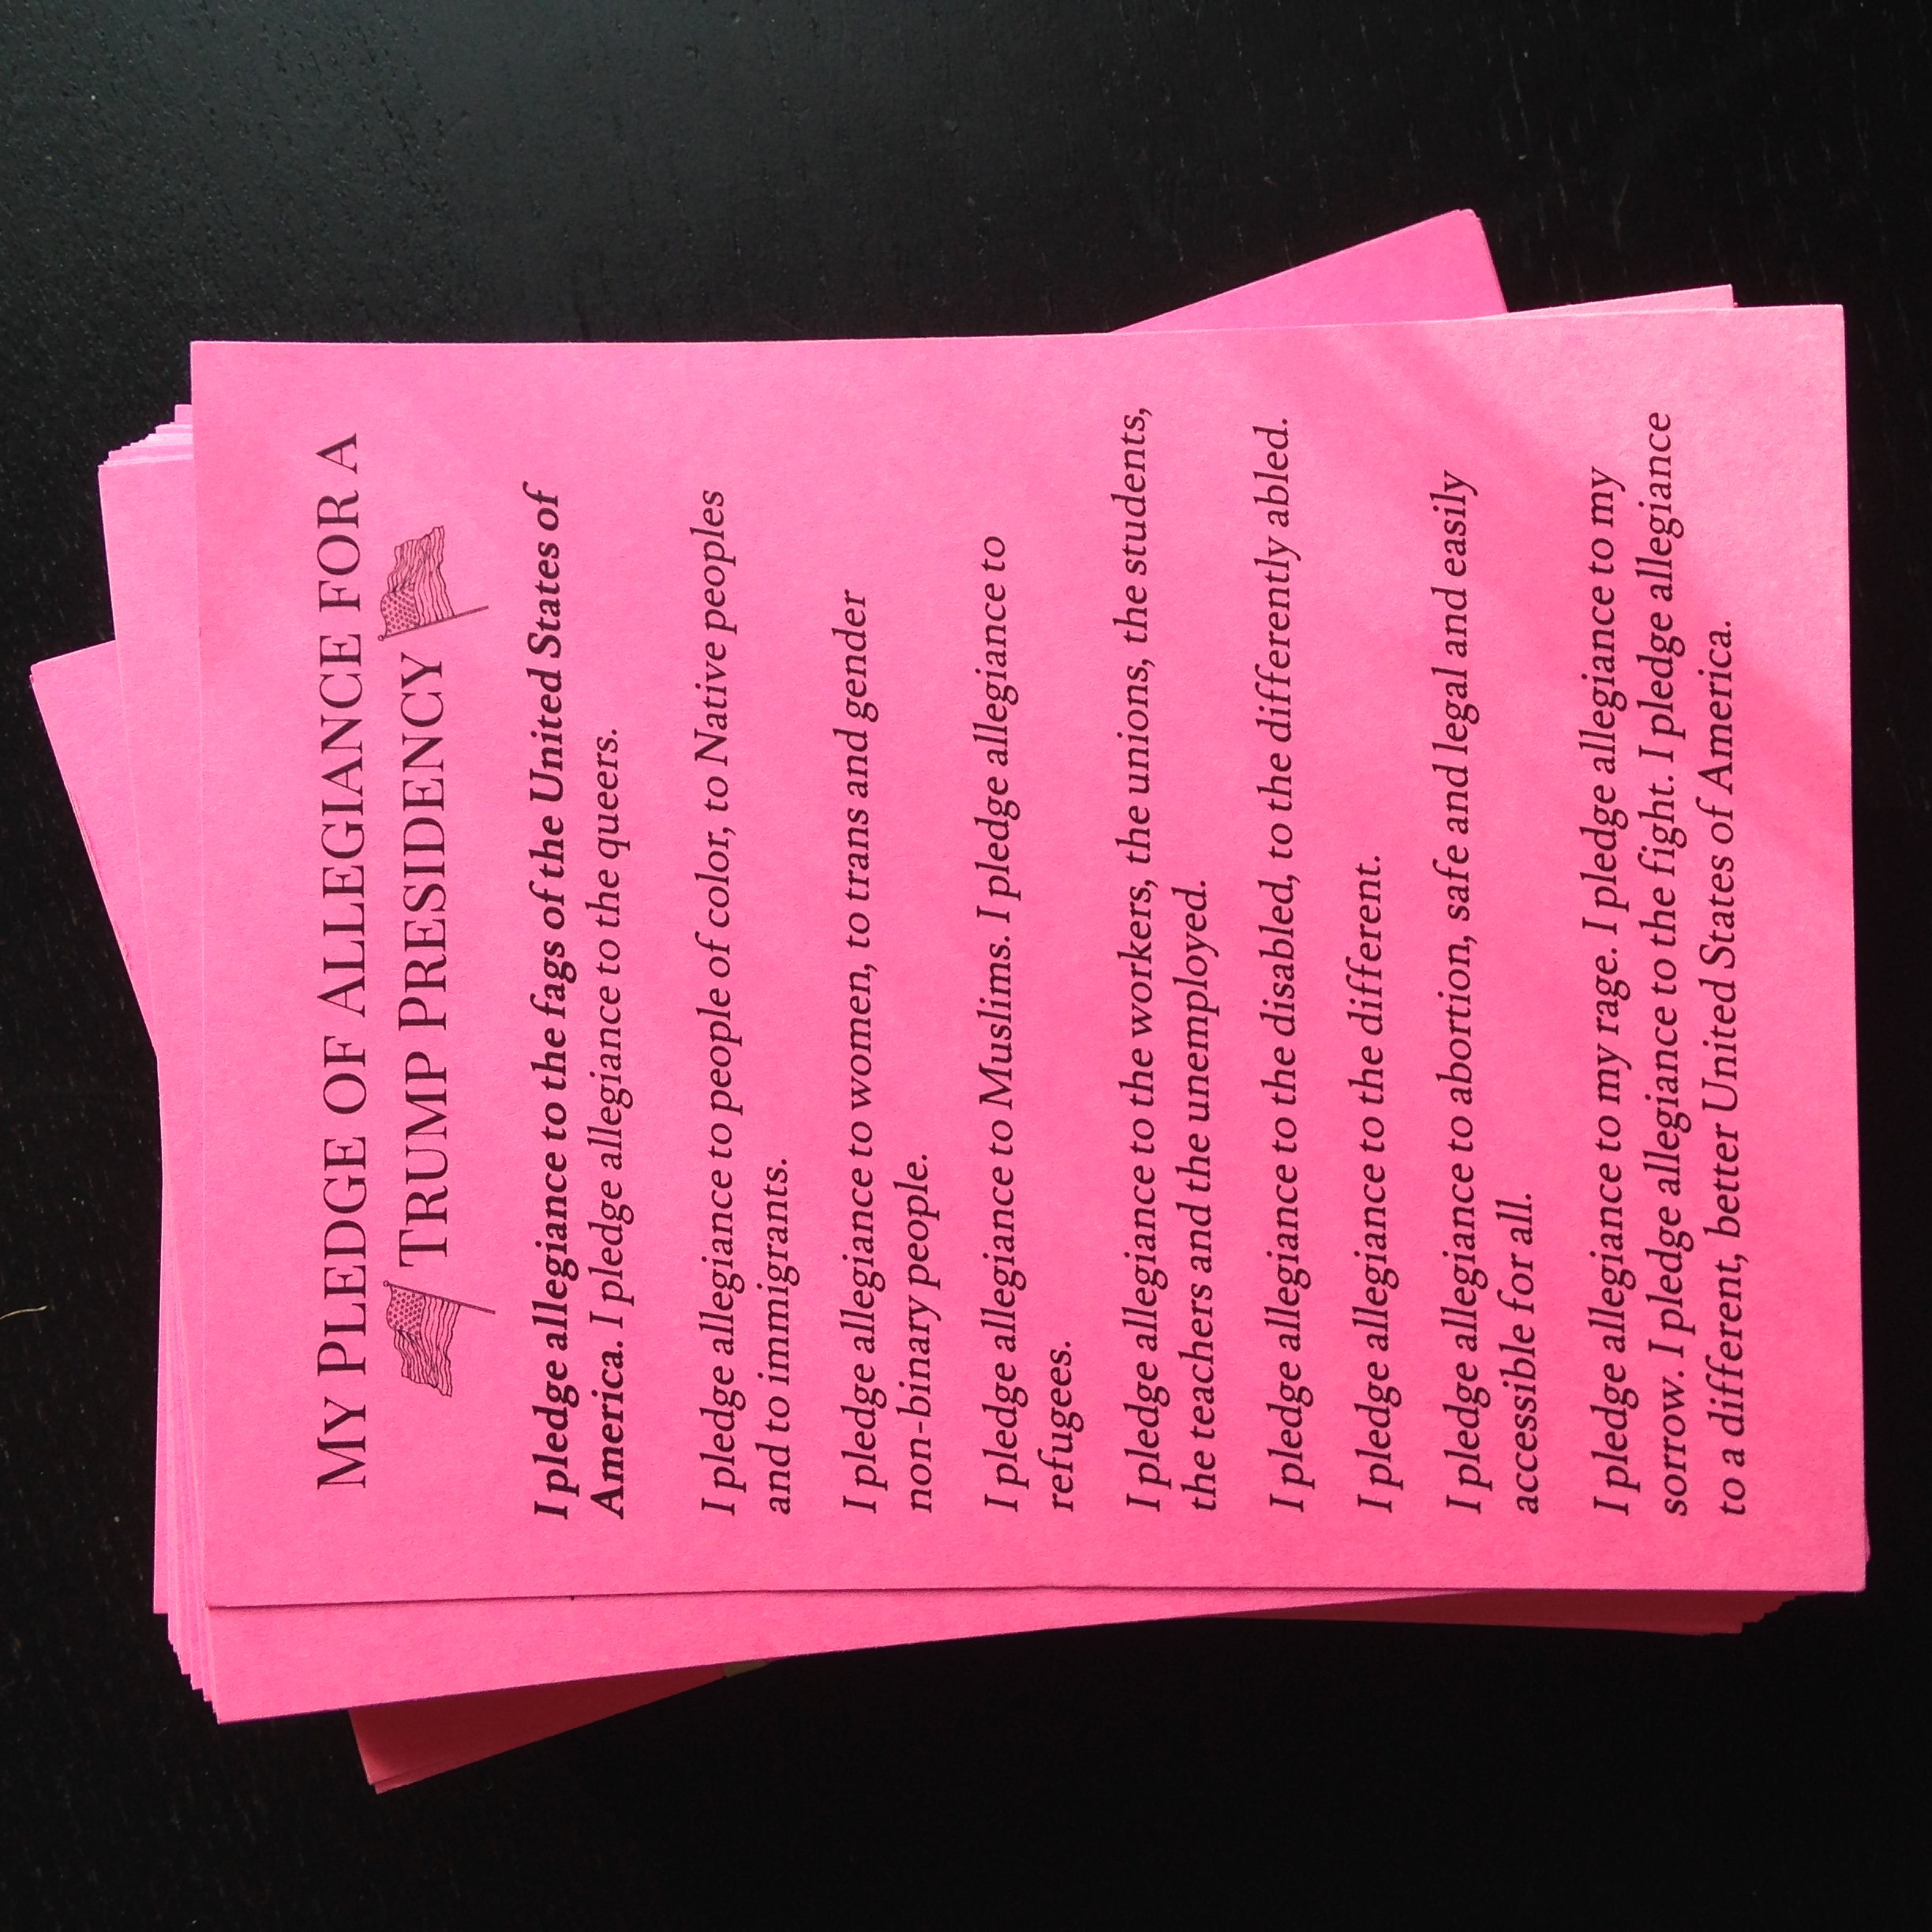 MY PLEDGE OF ALLEGIANCE FOR A
TRUMP PRESIDENCY
I pledge allegiance to the fags of the United States of
America. I pledge allegiance to the queers.
I pledge allegiance to people of color, to Native peoples
and to immigrants.
I pledge allegiance to women, to trans and gender
non-binary people.
I pledge allegiance to Muslims. I pledge allegiance to
refugees.
I pledge allegiance to the workers, the unions, the students,
the teachers and the unemployed.
I pledge allegiance to the disabled, to the differently abled.
I pledge allegiance to the different.
I pledge allegiance to abortion, safe and legal and easily
accessible for all.
I pledge allegiance to my rage. I pledge allegiance to my
sorrow. I pledge allegiance to the fight. I pledge allegiance
to a different, better United States of America.